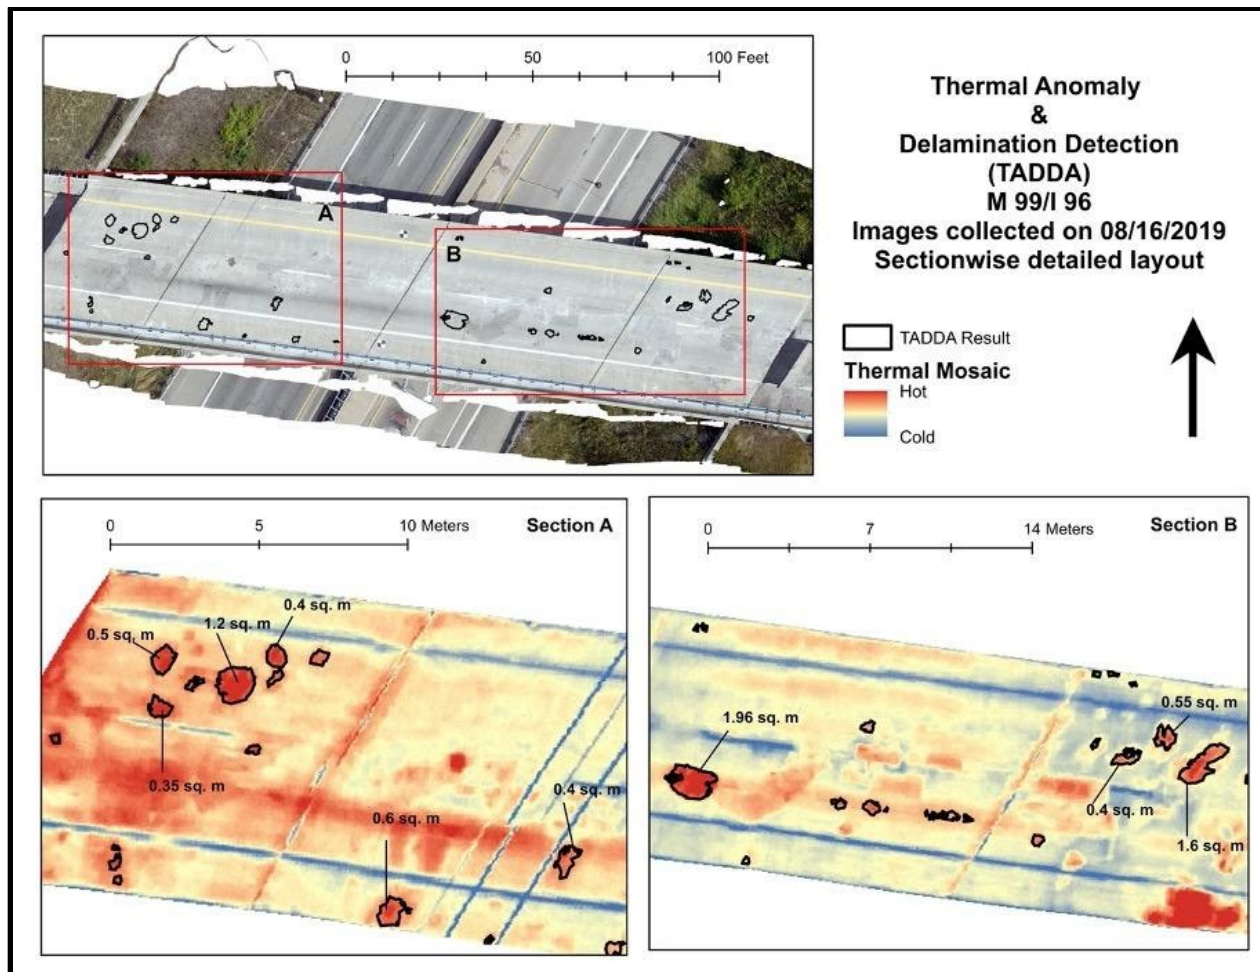 0 50 100 Feet
A
B
Thermal Anomaly
&
Delamination Detection
(TADDA)
M 99/I 96
Images collected on 08/16/2019
Sectionwise detailed layout
TADDA Result
Thermal Mosaic
Hot
Cold
0 5 10 Meters
Section A
0.4 sq. m
1.2 sq. m
0.5 sq. m
0.35 sq. m
0.4 sq. m
0.6 sq. m
0 7 14 Meters
Section B
0.55 sq. m
1.96 sq. m
0.4 sq. m
1.6 sq. m